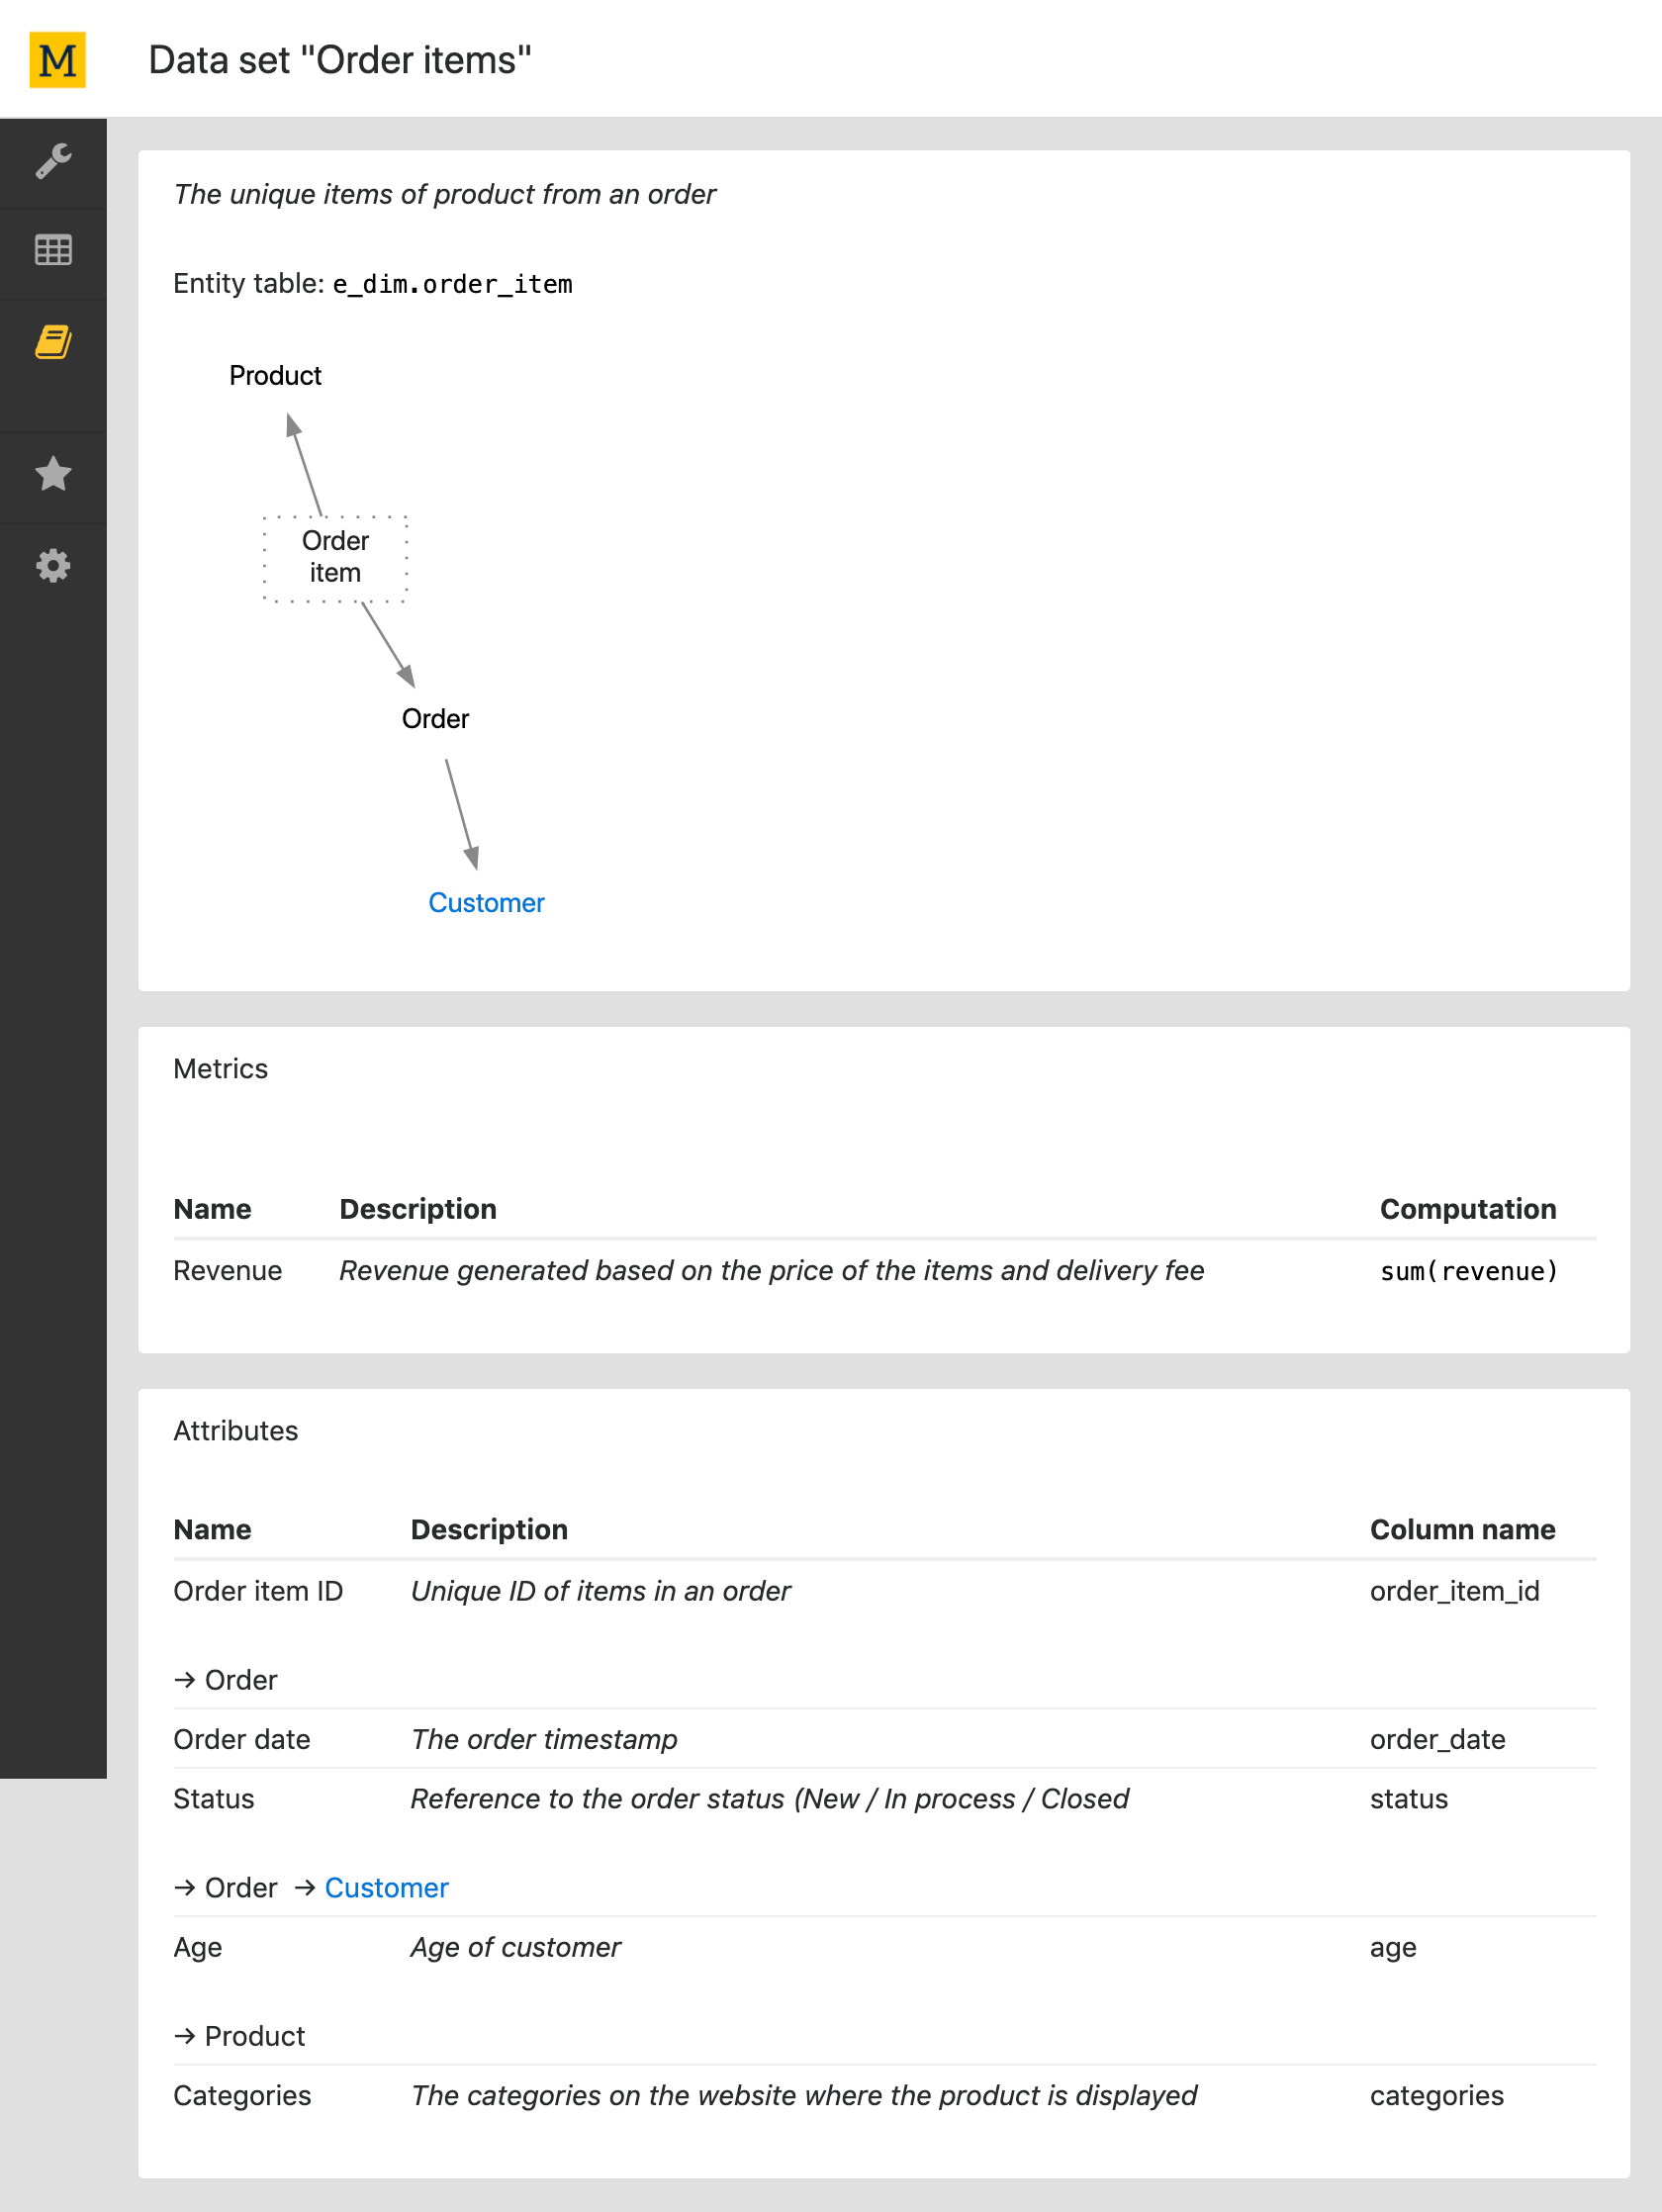 M
Data set "Order items"
The unique items of product from an order
Entity table: e_dim.order_item
Product
Order
item
Order
Customer
Metrics
Name Description Computation
Revenue Revenue generated based on the price of the items and delivery fee sum(revenue)
Attributes
Name Description Column name
Order item ID Unique ID of items in an order order_item_id
→ Order
Order date The order timestamp order_date
Status Reference to the order status (New / In process / Closed status
→ Order → Customer
Age Age of customer age
→ Product
Categories The categories on the website where the product is displayed categories